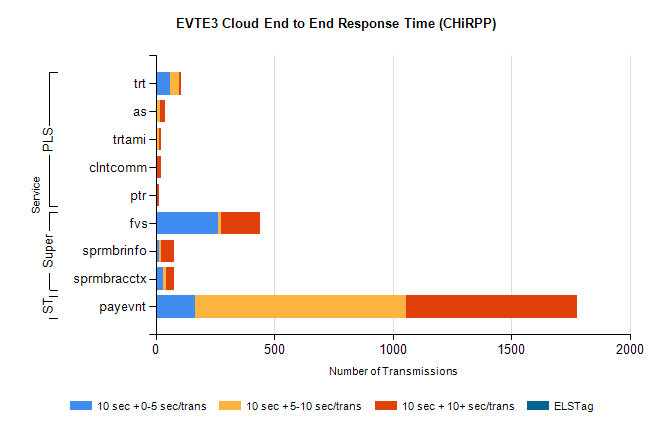 EVTE3 Cloud End to End Response Time (CHiRPP)
Service
PLS
trt
as
trtami
clntcomm
ptr
Super
fvs
sprmbrinfo
sprmbracctx
ST
payevnt
0 500 1000 1500 2000
Number of Transmissions
10 sec +0-5 sec/trans 10 sec +5-10 sec/trans 10 sec + 10+ sec/trans ELSTag